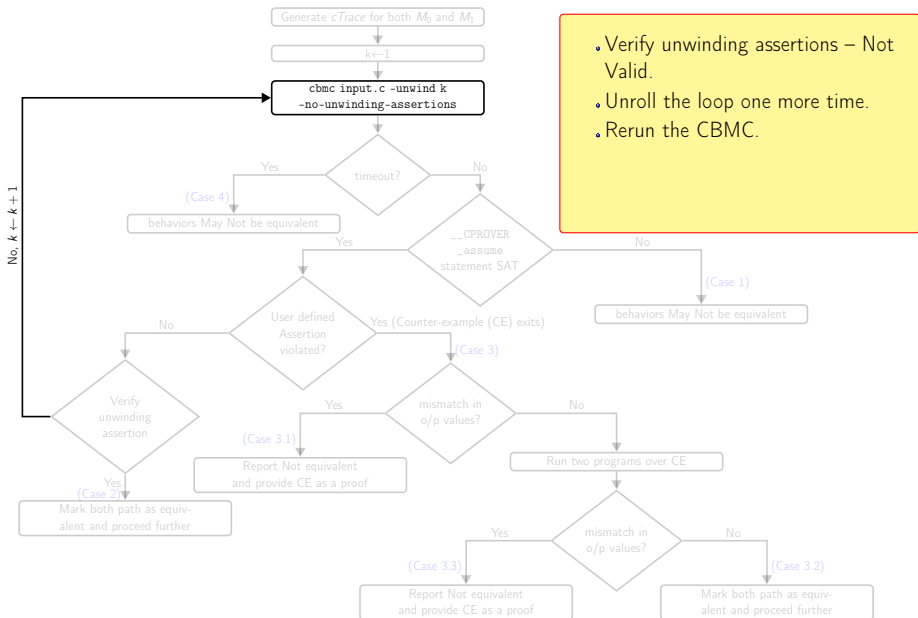 Generate cTrace for both M₀ and M₁
k←1
cbmc input.c -unwind k
-no-unwinding-assertions
Verify unwinding assertions – Not
Valid.
Unroll the loop one more time.
Rerun the CBMC.
timeout?
Yes
No
(Case 4)
behaviors May Not be equivalent
__CPROVER
_assume
statement SAT
Yes
No
(Case 1)
behaviors May Not be equivalent
No, k ← k + 1
User defined
Assertion
violated?
No
Yes (Counter-example (CE) exits)
(Case 3)
Verify
unwinding
assertion
Yes
(Case 2)
Mark both path as equiv-
alent and proceed further
mismatch in
o/p values?
Yes
No
(Case 3.1)
Report Not equivalent
and provide CE as a proof
Run two programs over CE
mismatch in
o/p values?
Yes
No
(Case 3.3)
(Case 3.2)
Report Not equivalent
and provide CE as a proof
Mark both path as equiv-
alent and proceed further